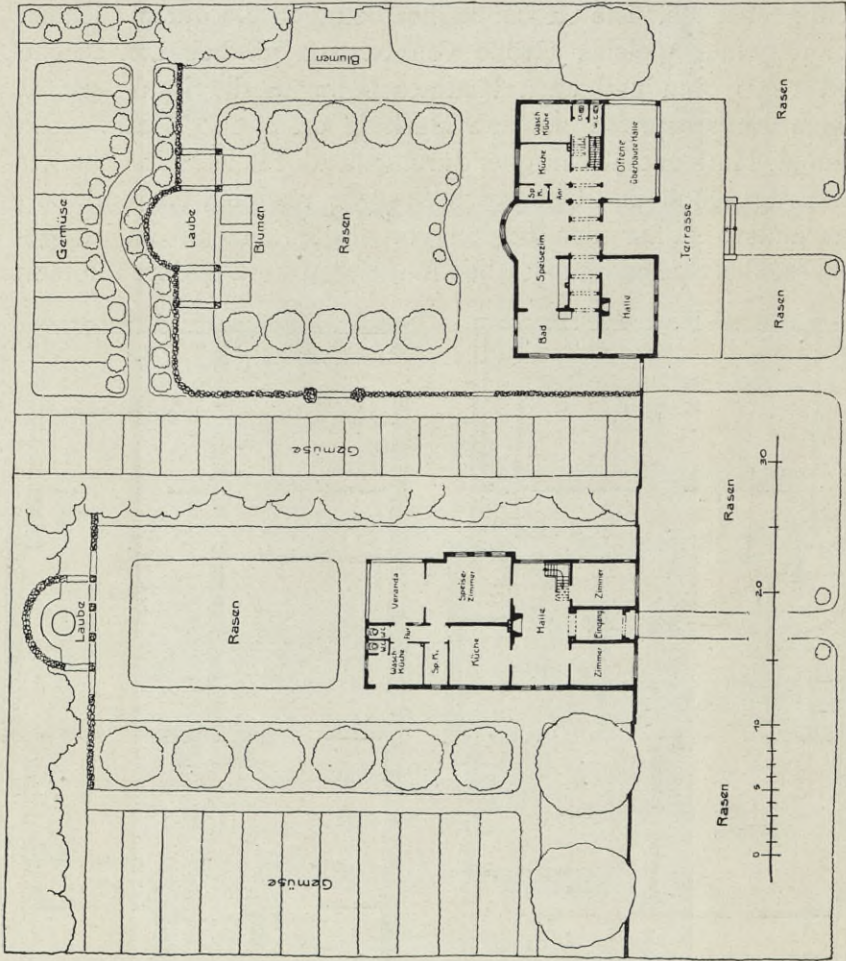 Blumen
Rasen
Gemüse
Laube
Blumen
Rasen
Wasch
Küche
Küche
Sp.
K.
Anr
Offene
überbaute Halle
Speisezim
Bad
Halle
Terrasse
Rasen
Gemüse
Rasen
Laube
Rasen
Veranda
Speise-
Zimmer
Wasch
Küche
Sp.K.
Küche
Halle
Zimmer
Eingang
Zimmer
Gemüse
Rasen
0
5
10
20
30